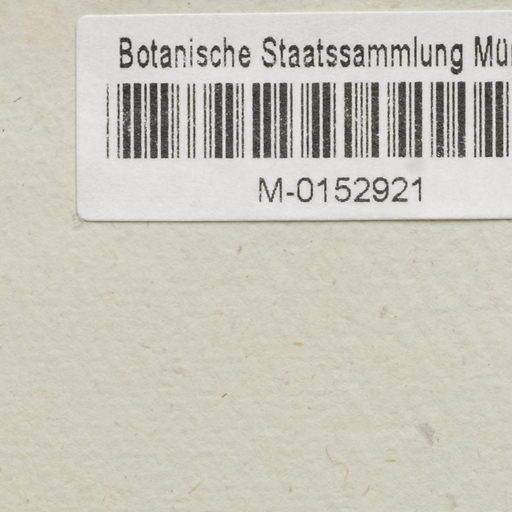 Botanische Staatssammlung Mü
M-0152921